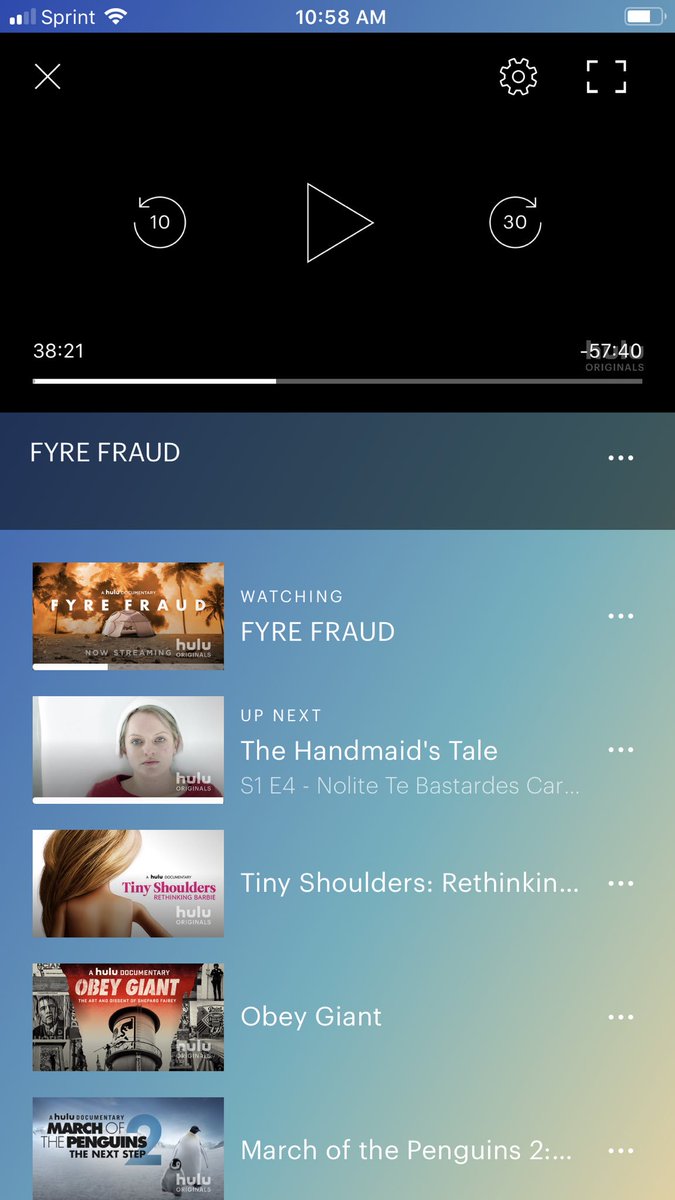 Sprint
10:58 AM
10
30
38:21
-57:40
hulu
ORIGINALS
FYRE FRAUD
A hulu DOCUMENTARY
FYRE FRAUD
NOW STREAMING
hulu
ORIGINALS
WATCHING
FYRE FRAUD
hulu
ORIGINALS
UP NEXT
The Handmaid's Tale
S1 E4 - Nolite Te Bastardes Car...
A hulu DOCUMENTARY
Tiny Shoulders
RETHINKING BARBIE
hulu
ORIGINALS
Tiny Shoulders: Rethinkin...
A hulu DOCUMENTARY
OBEY GIANT
THE ART AND DISSENT OF SHEPARD FAIREY
hulu
ORIGINALS
Obey Giant
A hulu DOCUMENTARY
MARCH OF
THE PENGUINS 2
THE NEXT STEP
hulu
ORIGINALS
March of the Penguins 2:...